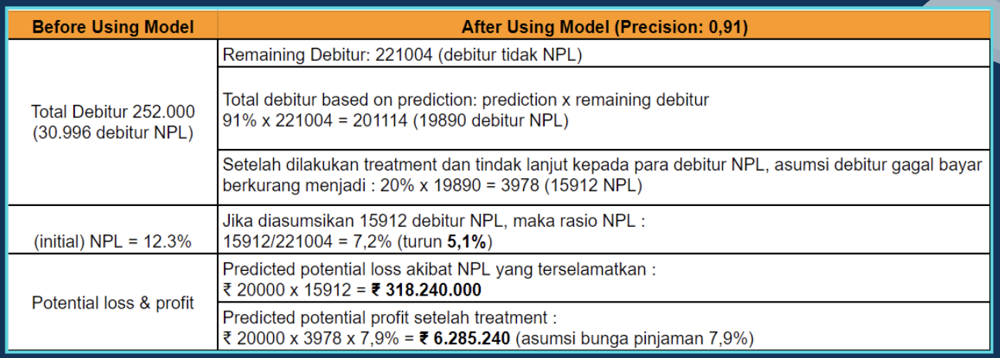 Before Using Model
After Using Model (Precision: 0,91)
Total Debitur 252.000
(30.996 debitur NPL)
Remaining Debitur: 221004 (debitur tidak NPL)
Total debitur based on prediction: prediction x remaining debitur
91% x 221004 = 201114 (19890 debitur NPL)
Setelah dilakukan treatment dan tindak lanjut kepada para debitur NPL, asumsi debitur gagal bayar
berkurang menjadi : 20% x 19890 = 3978 (15912 NPL)
(initial) NPL = 12.3%
Jika diasumsikan 15912 debitur NPL, maka rasio NPL :
15912/221004 = 7,2% (turun 5,1%)
Potential loss & profit
Predicted potential loss akibat NPL yang terselamatkan :
₹ 20000 x 15912 = ₹ 318.240.000
Predicted potential profit setelah treatment :
₹ 20000 x 3978 x 7,9% = ₹ 6.285.240 (asumsi bunga pinjaman 7,9%)